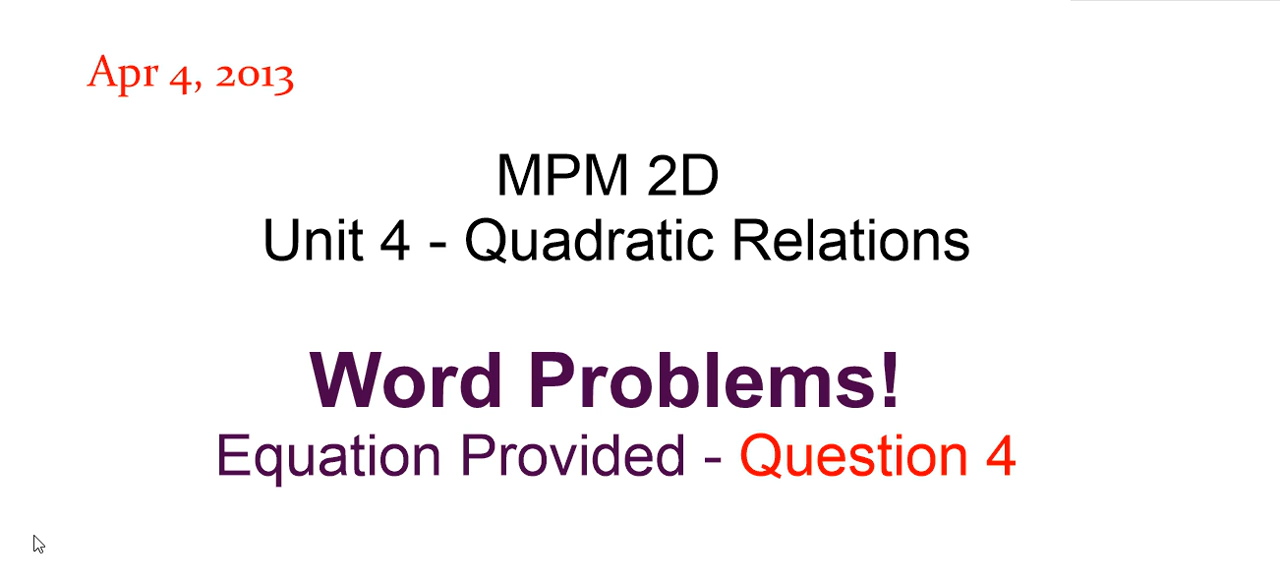 Apr 4, 2013
MPM 2D
Unit 4 - Quadratic Relations
Word Problems!
Equation Provided - Question 4